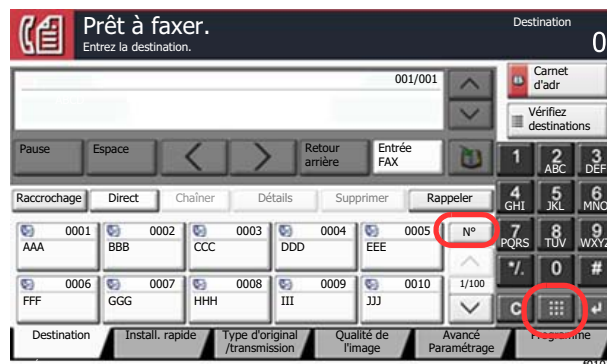 Prêt à faxer.
Entrez la destination.
Destination
0
001/001
Carnet
d'adr
Vérifiez
destinations
Pause
Espace
Retour
arrière
Entrée
FAX
1
2
ABC
3
DEF
Raccrochage
Direct
Chaîner
Détails
Supprimer
Rappeler
4
GHI
5
JKL
6
MNO
0001
AAA
0002
BBB
0003
CCC
0004
DDD
0005
EEE
N°
7
PQRS
8
TUV
9
WXYZ
*/.
0
#
0006
FFF
0007
GGG
0008
HHH
0009
III
0010
JJJ
1/100
C
Destination
Install. rapide
Type d'original
/transmission
Qualité de
l'image
Avancé
Paramétrage
Programme